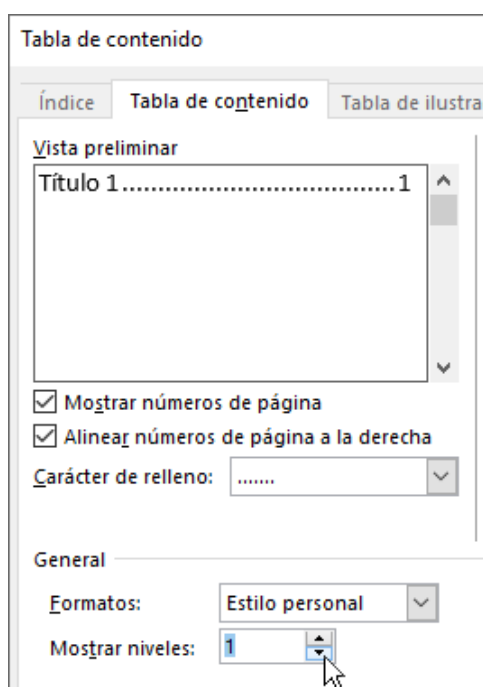 Tabla de contenido
Índice Tabla de contenido Tabla de ilustra
Vista preliminar
Título 1.......................................1
Mostrar números de página
Alinear números de página a la derecha
Carácter de relleno: .......
General
Formatos: Estilo personal
Mostrar niveles: 1